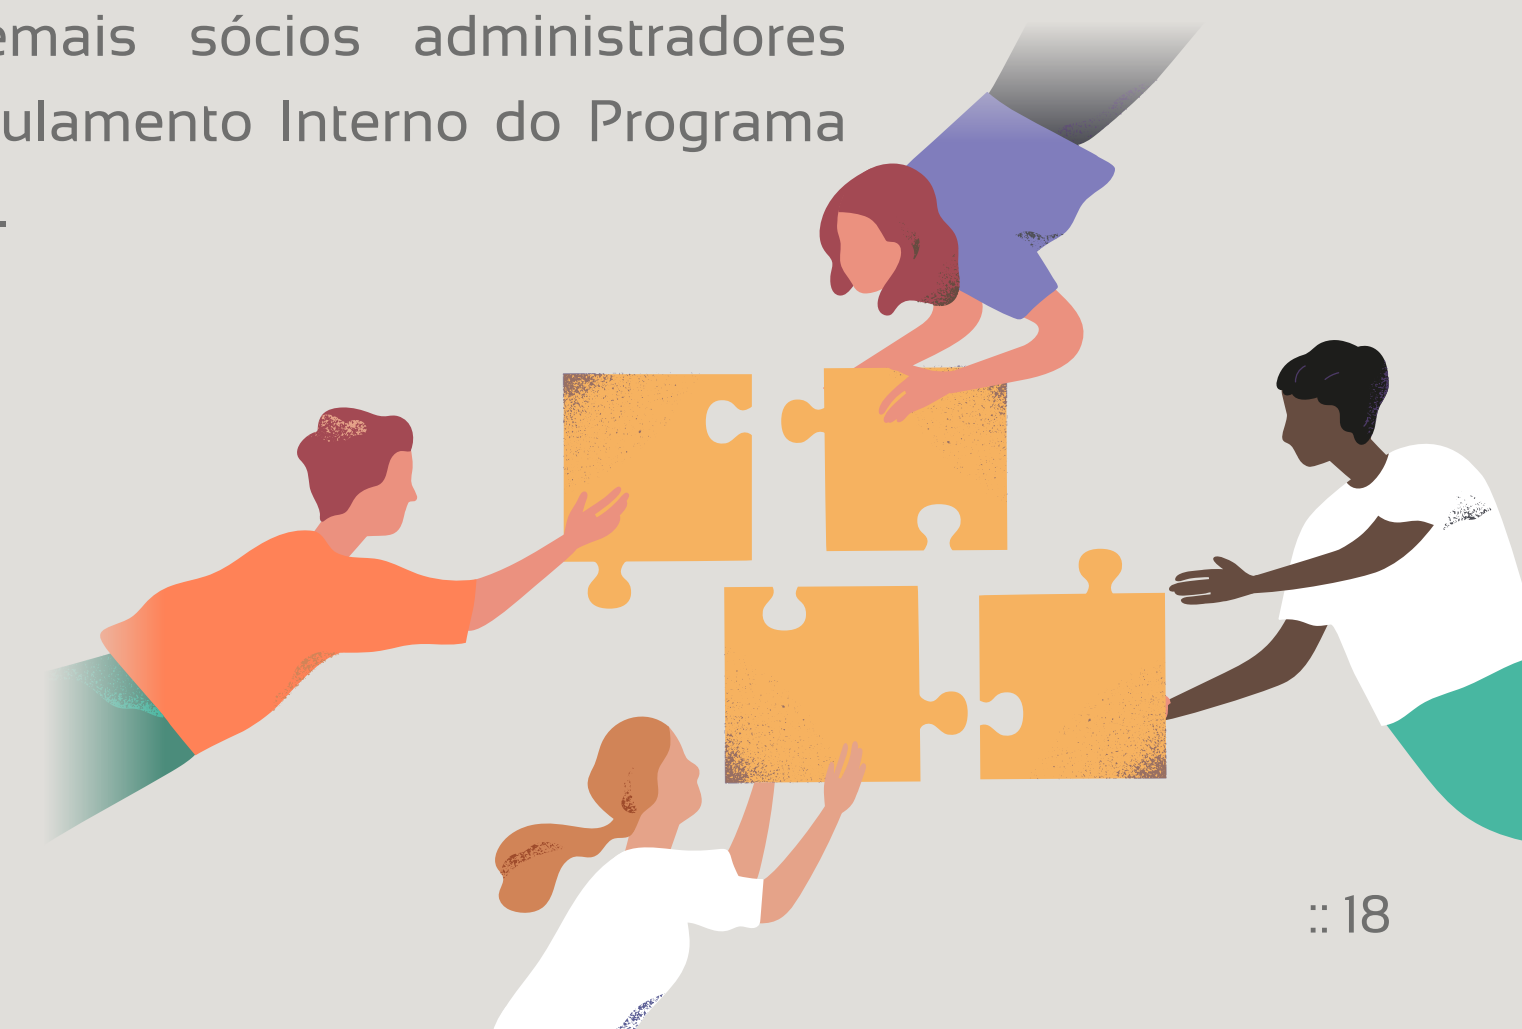 emais sócios administradores
ulamento Interno do Programa
.
:: 18